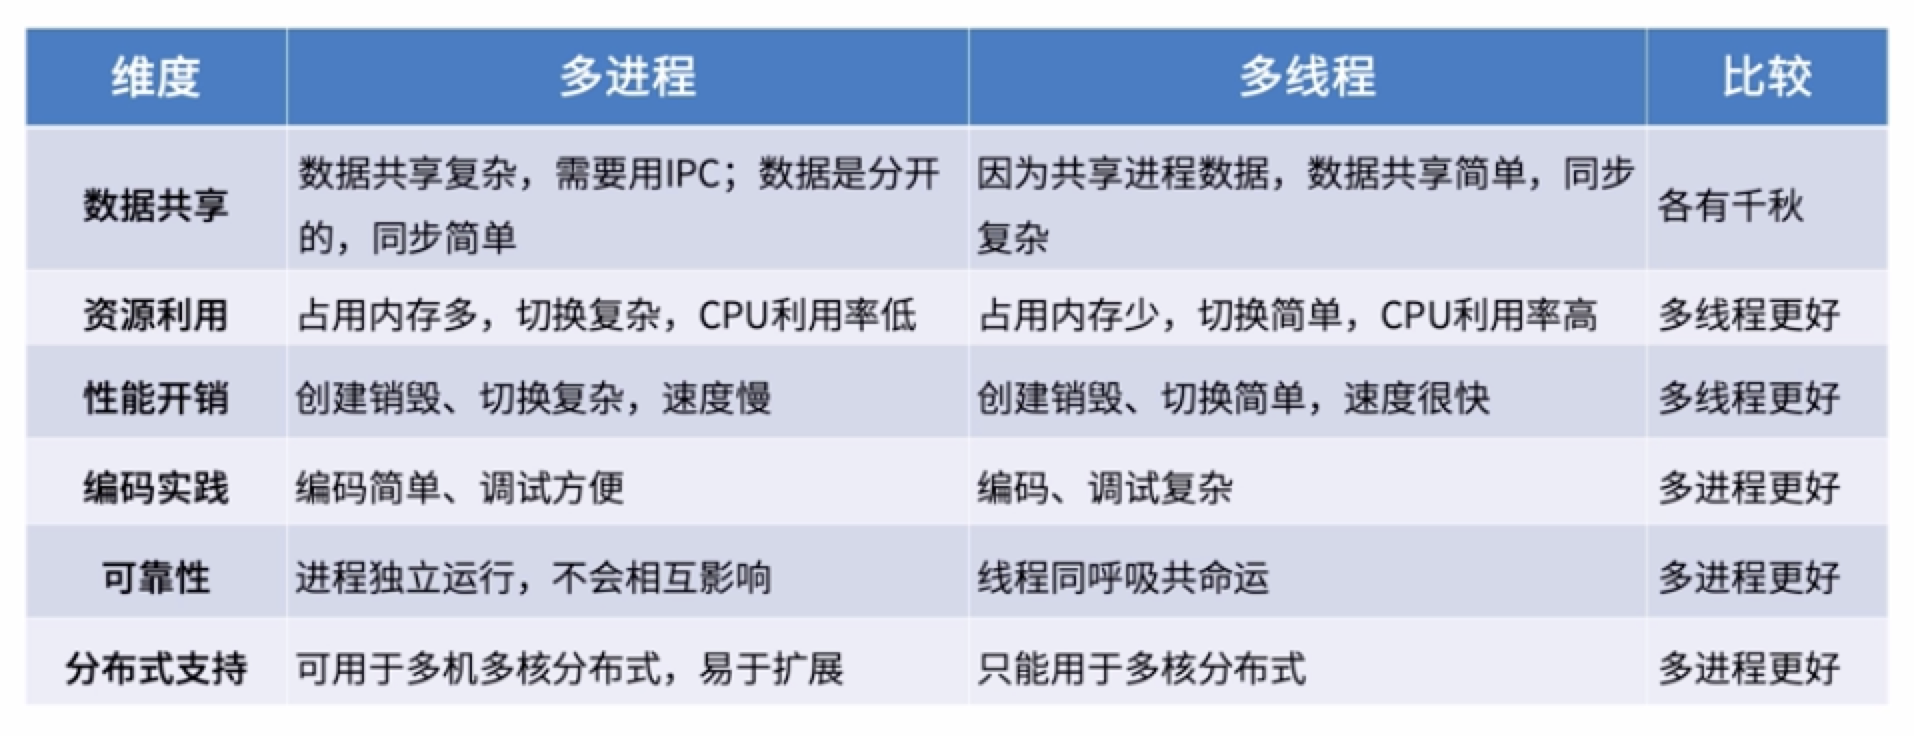 维度 多进程 多线程 比较
数据共享 数据共享复杂，需要用IPC；数据是分开的，同步简单 因为共享进程数据，数据共享简单，同步复杂 各有千秋
资源利用 占用内存多，切换复杂，CPU利用率低 占用内存少，切换简单，CPU利用率高 多线程更好
性能开销 创建销毁、切换复杂，速度慢 创建销毁、切换简单，速度很快 多线程更好
编码实践 编码简单、调试方便 编码、调试复杂 多进程更好
可靠性 进程独立运行，不会相互影响 线程同呼吸共命运 多进程更好
分布式支持 可用于多机多核分布式，易于扩展 只能用于多核分布式 多进程更好